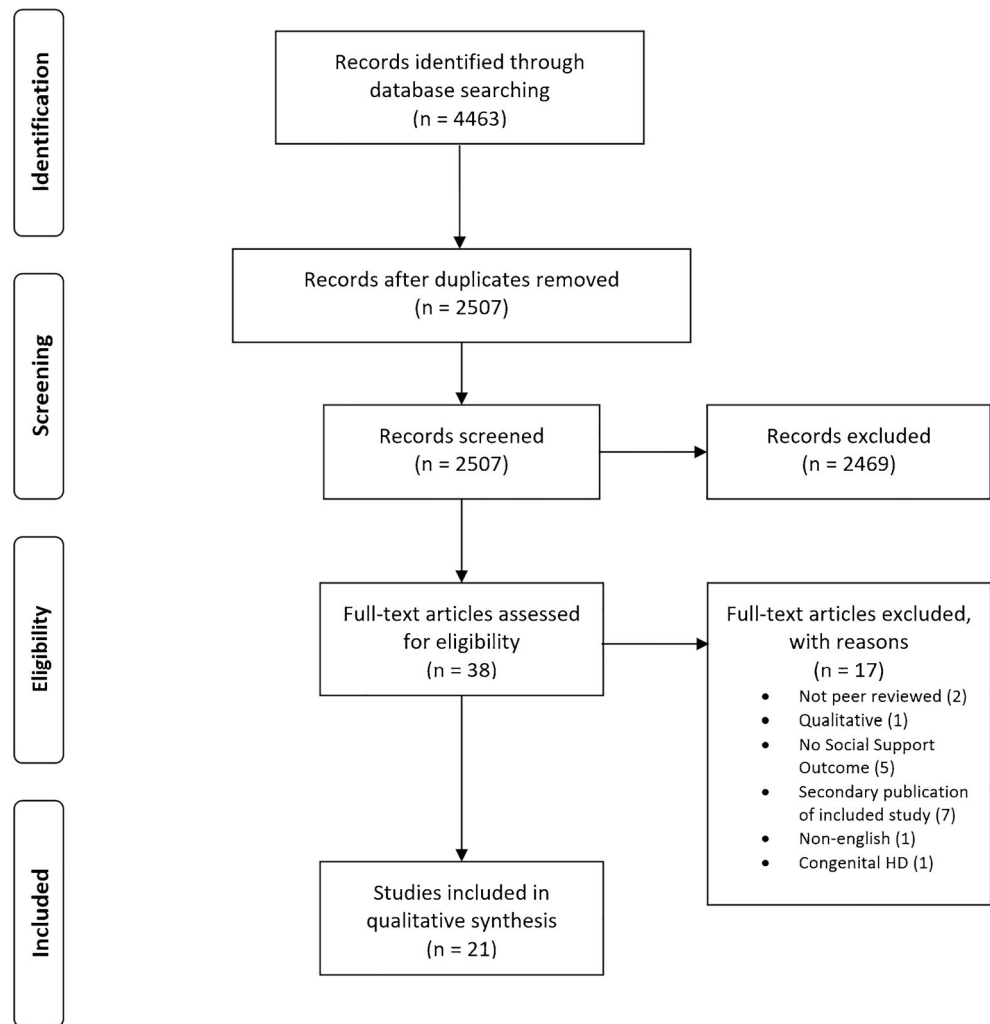 Identification
Records identified through
database searching
(n = 4463)
Screening
Records after duplicates removed
(n = 2507)
Records screened
(n = 2507)
Records excluded
(n = 2469)
Eligibility
Full-text articles assessed
for eligibility
(n = 38)
Full-text articles excluded,
with reasons
(n = 17)
• Not peer reviewed (2)
• Qualitative (1)
• No Social Support
Outcome (5)
• Secondary publication
of included study (7)
• Non-english (1)
• Congenital HD (1)
Included
Studies included in
qualitative synthesis
(n = 21)